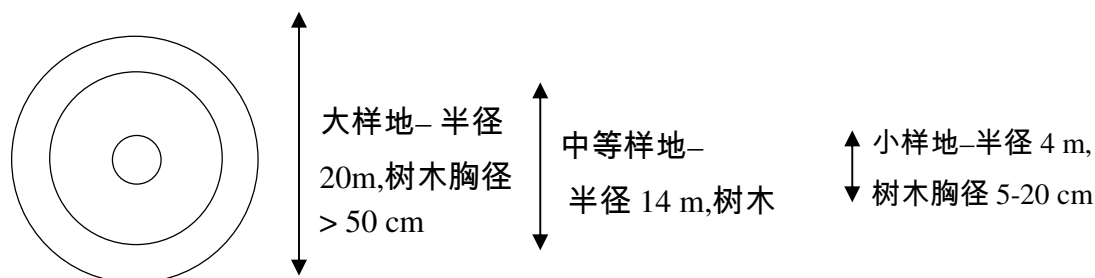 大样地– 半径
20m,树木胸径
> 50 cm
中等样地–
半径 14 m,树木
小样地–半径 4 m,
树木胸径 5-20 cm